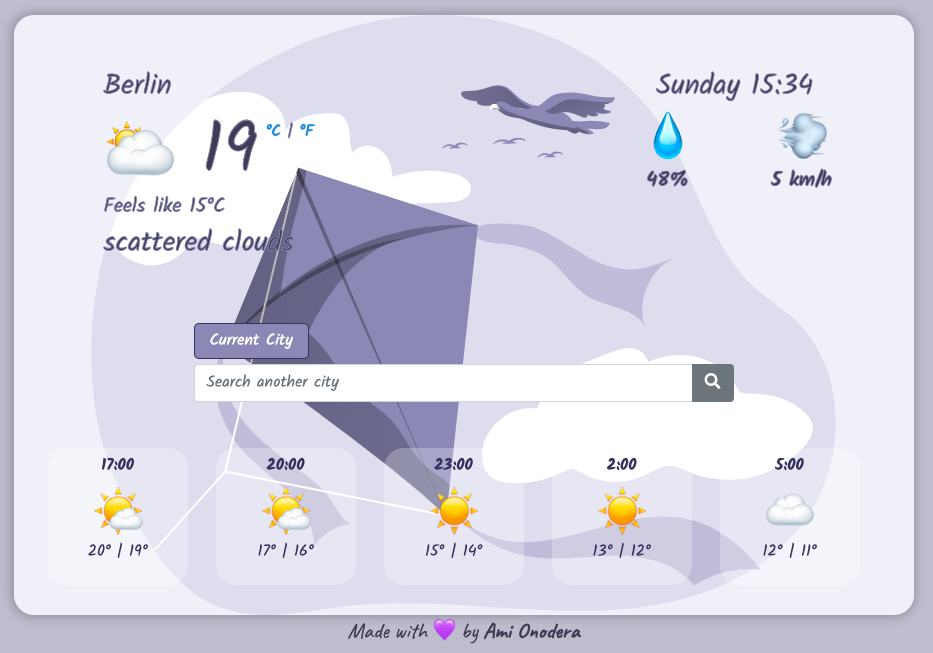 Berlin
Sunday 15:34
19 °C | °F
48%
5 km/h
Feels like 15°C
scattered clouds
Current City
Search another city
17:00
20:00
23:00
2:00
5:00
20° | 19°
17° | 16°
15° | 14°
13° | 12°
12° | 11°
Made with 💜 by Ami Onodera